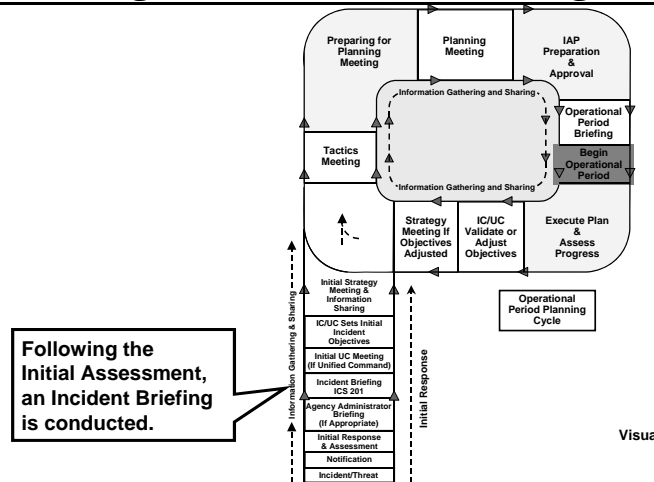 Preparing for
Planning
Meeting
Planning
Meeting
IAP
Preparation
&
Approval
Information Gathering and Sharing
Operational
Period
Briefing
Begin
Operational
Period
Tactics
Meeting
Information Gathering and Sharing
Strategy
Meeting If
Objectives
Adjusted
IC/UC
Validate or
Adjust
Objectives
Execute Plan
&
Assess
Progress
Initial Strategy
Meeting &
Information
Sharing
Operational
Period Planning
Cycle
IC/UC Sets Initial
Incident
Objectives
Initial UC Meeting
(If Unified Command)
Incident Briefing
ICS 201
Agency Administrator
Briefing
(If Appropriate)
Initial Response
& Assessment
Notification
Incident/Threat
Information Gathering & Sharing
Initial Response
Following the
Initial Assessment,
an Incident Briefing
is conducted.
Visua